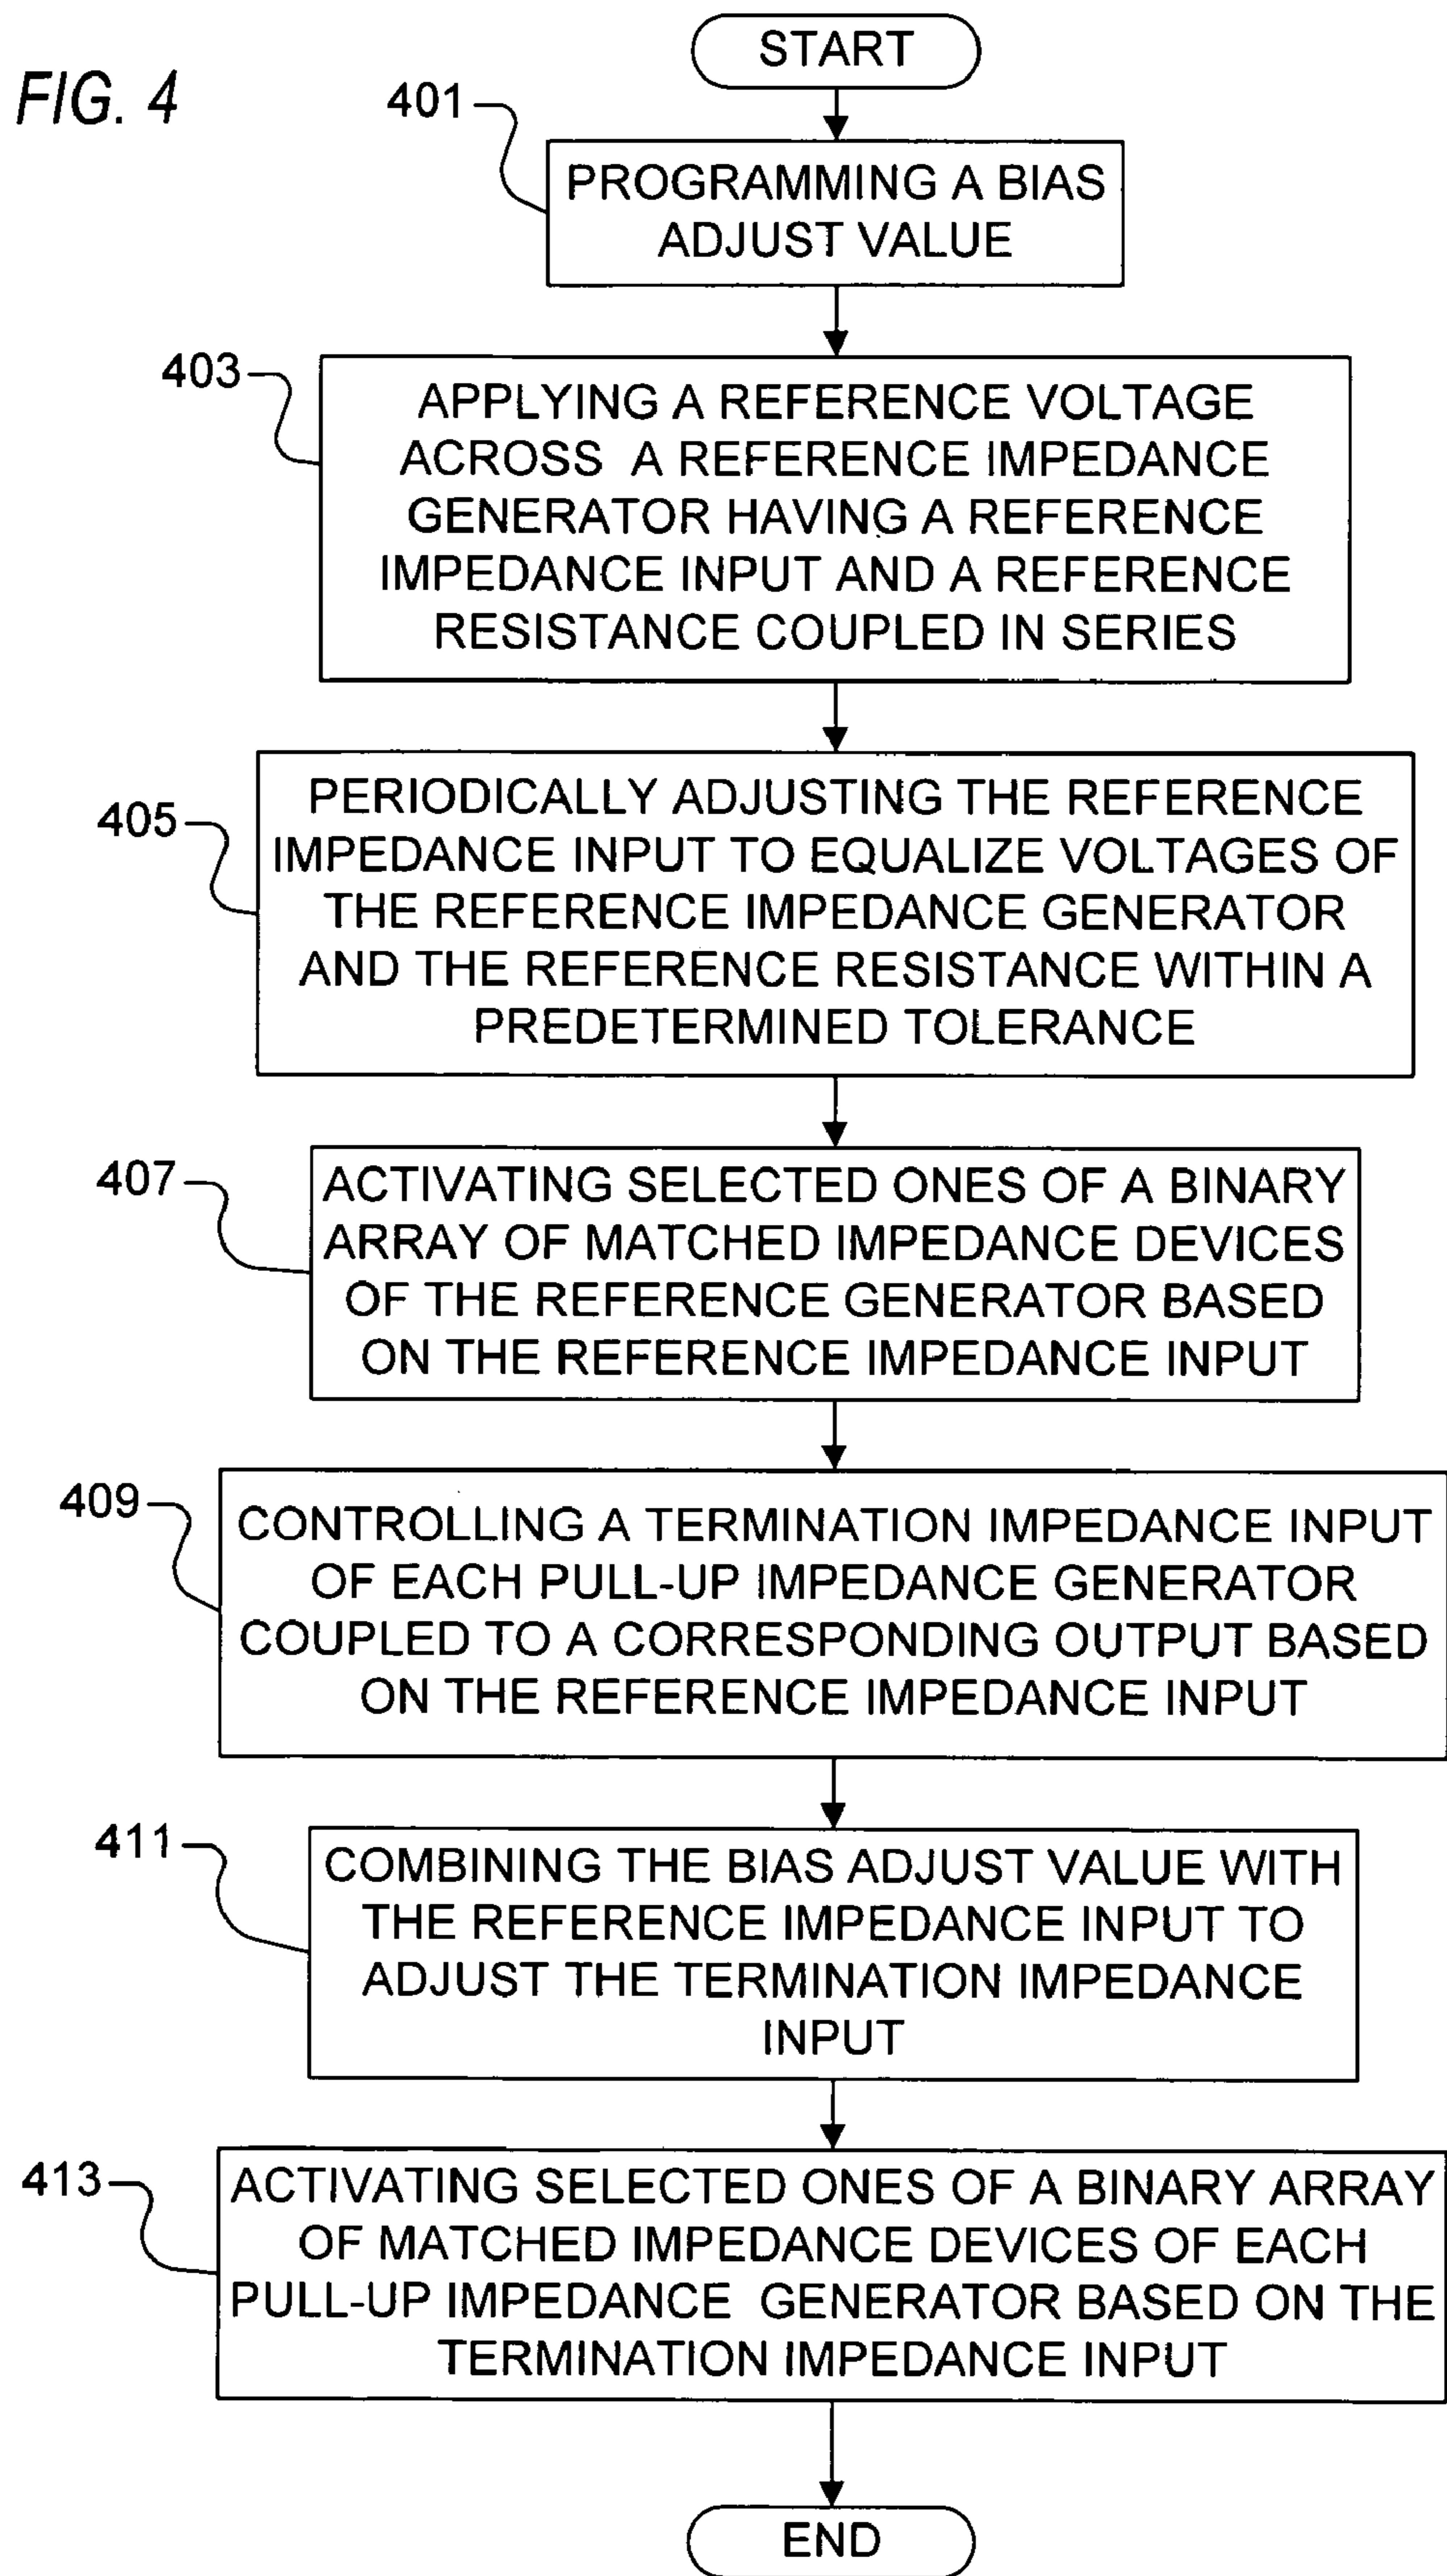 START
FIG. 4
401
PROGRAMMING A BIAS
ADJUST VALUE
403
APPLYING A REFERENCE VOLTAGE
ACROSS A REFERENCE IMPEDANCE
GENERATOR HAVING A REFERENCE
IMPEDANCE INPUT AND A REFERENCE
RESISTANCE COUPLED IN SERIES
405
PERIODICALLY ADJUSTING THE REFERENCE
IMPEDANCE INPUT TO EQUALIZE VOLTAGES OF
THE REFERENCE IMPEDANCE GENERATOR
AND THE REFERENCE RESISTANCE WITHIN A
PREDETERMINED TOLERANCE
407
ACTIVATING SELECTED ONES OF A BINARY
ARRAY OF MATCHED IMPEDANCE DEVICES
OF THE REFERENCE GENERATOR BASED
ON THE REFERENCE IMPEDANCE INPUT
409
CONTROLLING A TERMINATION IMPEDANCE INPUT
OF EACH PULL-UP IMPEDANCE GENERATOR
COUPLED TO A CORRESPONDING OUTPUT BASED
ON THE REFERENCE IMPEDANCE INPUT
411
COMBINING THE BIAS ADJUST VALUE WITH
THE REFERENCE IMPEDANCE INPUT TO
ADJUST THE TERMINATION IMPEDANCE
INPUT
413
ACTIVATING SELECTED ONES OF A BINARY ARRAY
OF MATCHED IMPEDANCE DEVICES OF EACH
PULL-UP IMPEDANCE GENERATOR BASED ON THE
TERMINATION IMPEDANCE INPUT
END